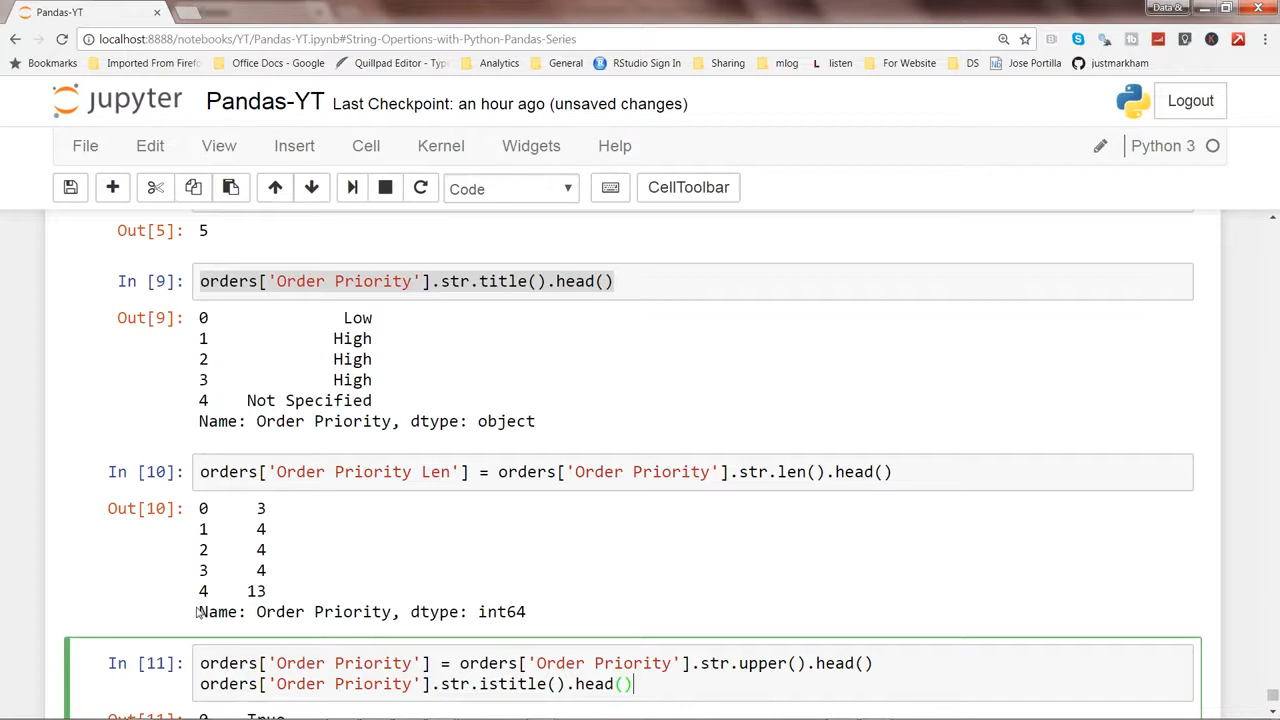 Pandas-YT
Data &
localhost:8888/notebooks/YT/Pandas-YT.ipynb#String-Opertions-with-Python-Pandas-Series
Bookmarks Imported From Firef Office Docs - Google Quillpad Editor - Typ Analytics General RStudio Sign In Sharing mlog L listen For Website DS Jose Portilla justmarkham
jupyter Pandas-YT Last Checkpoint: an hour ago (unsaved changes) Logout
File Edit View Insert Cell Kernel Widgets Help Python 3
Code CellToolbar
Out[5]: 5
In [9]: orders['Order Priority'].str.title().head()
Out[9]: 0 Low
1 High
2 High
3 High
4 Not Specified
Name: Order Priority, dtype: object
In [10]: orders['Order Priority Len'] = orders['Order Priority'].str.len().head()
Out[10]: 0 3
1 4
2 4
3 4
4 13
Name: Order Priority, dtype: int64
In [11]: orders['Order Priority'] = orders['Order Priority'].str.upper().head()
orders['Order Priority'].str.istitle().head()
Out[11]: 0 True